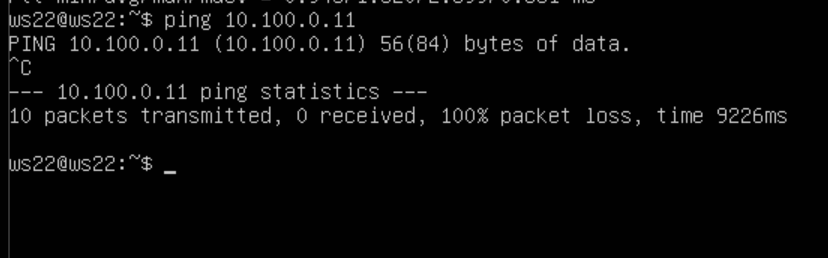 ws22@ws22:~$ ping 10.100.0.11
PING 10.100.0.11 (10.100.0.11) 56(84) bytes of data.
^C
--- 10.100.0.11 ping statistics ---
10 packets transmitted, 0 received, 100% packet loss, time 9226ms
ws22@ws22:~$ _